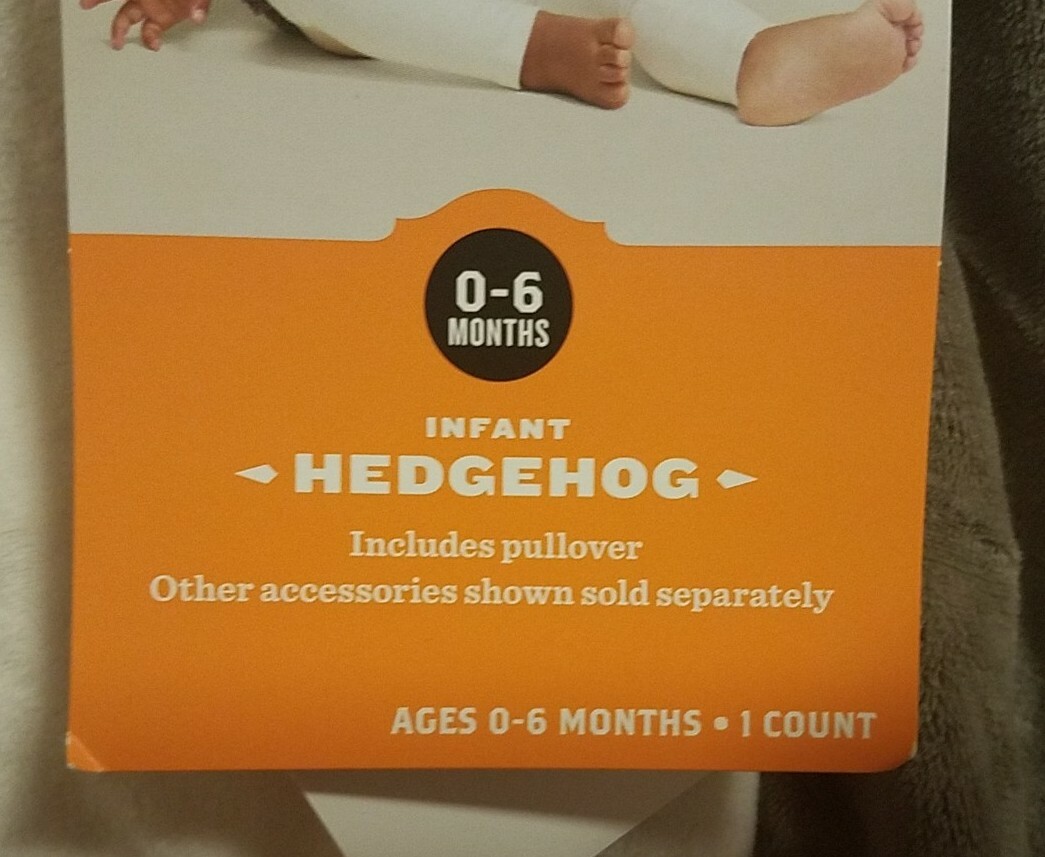 0-6
MONTHS
INFANT
HEDGEHOG
Includes pullover
Other accessories shown sold separately
AGES 0-6 MONTHS • 1 COUNT